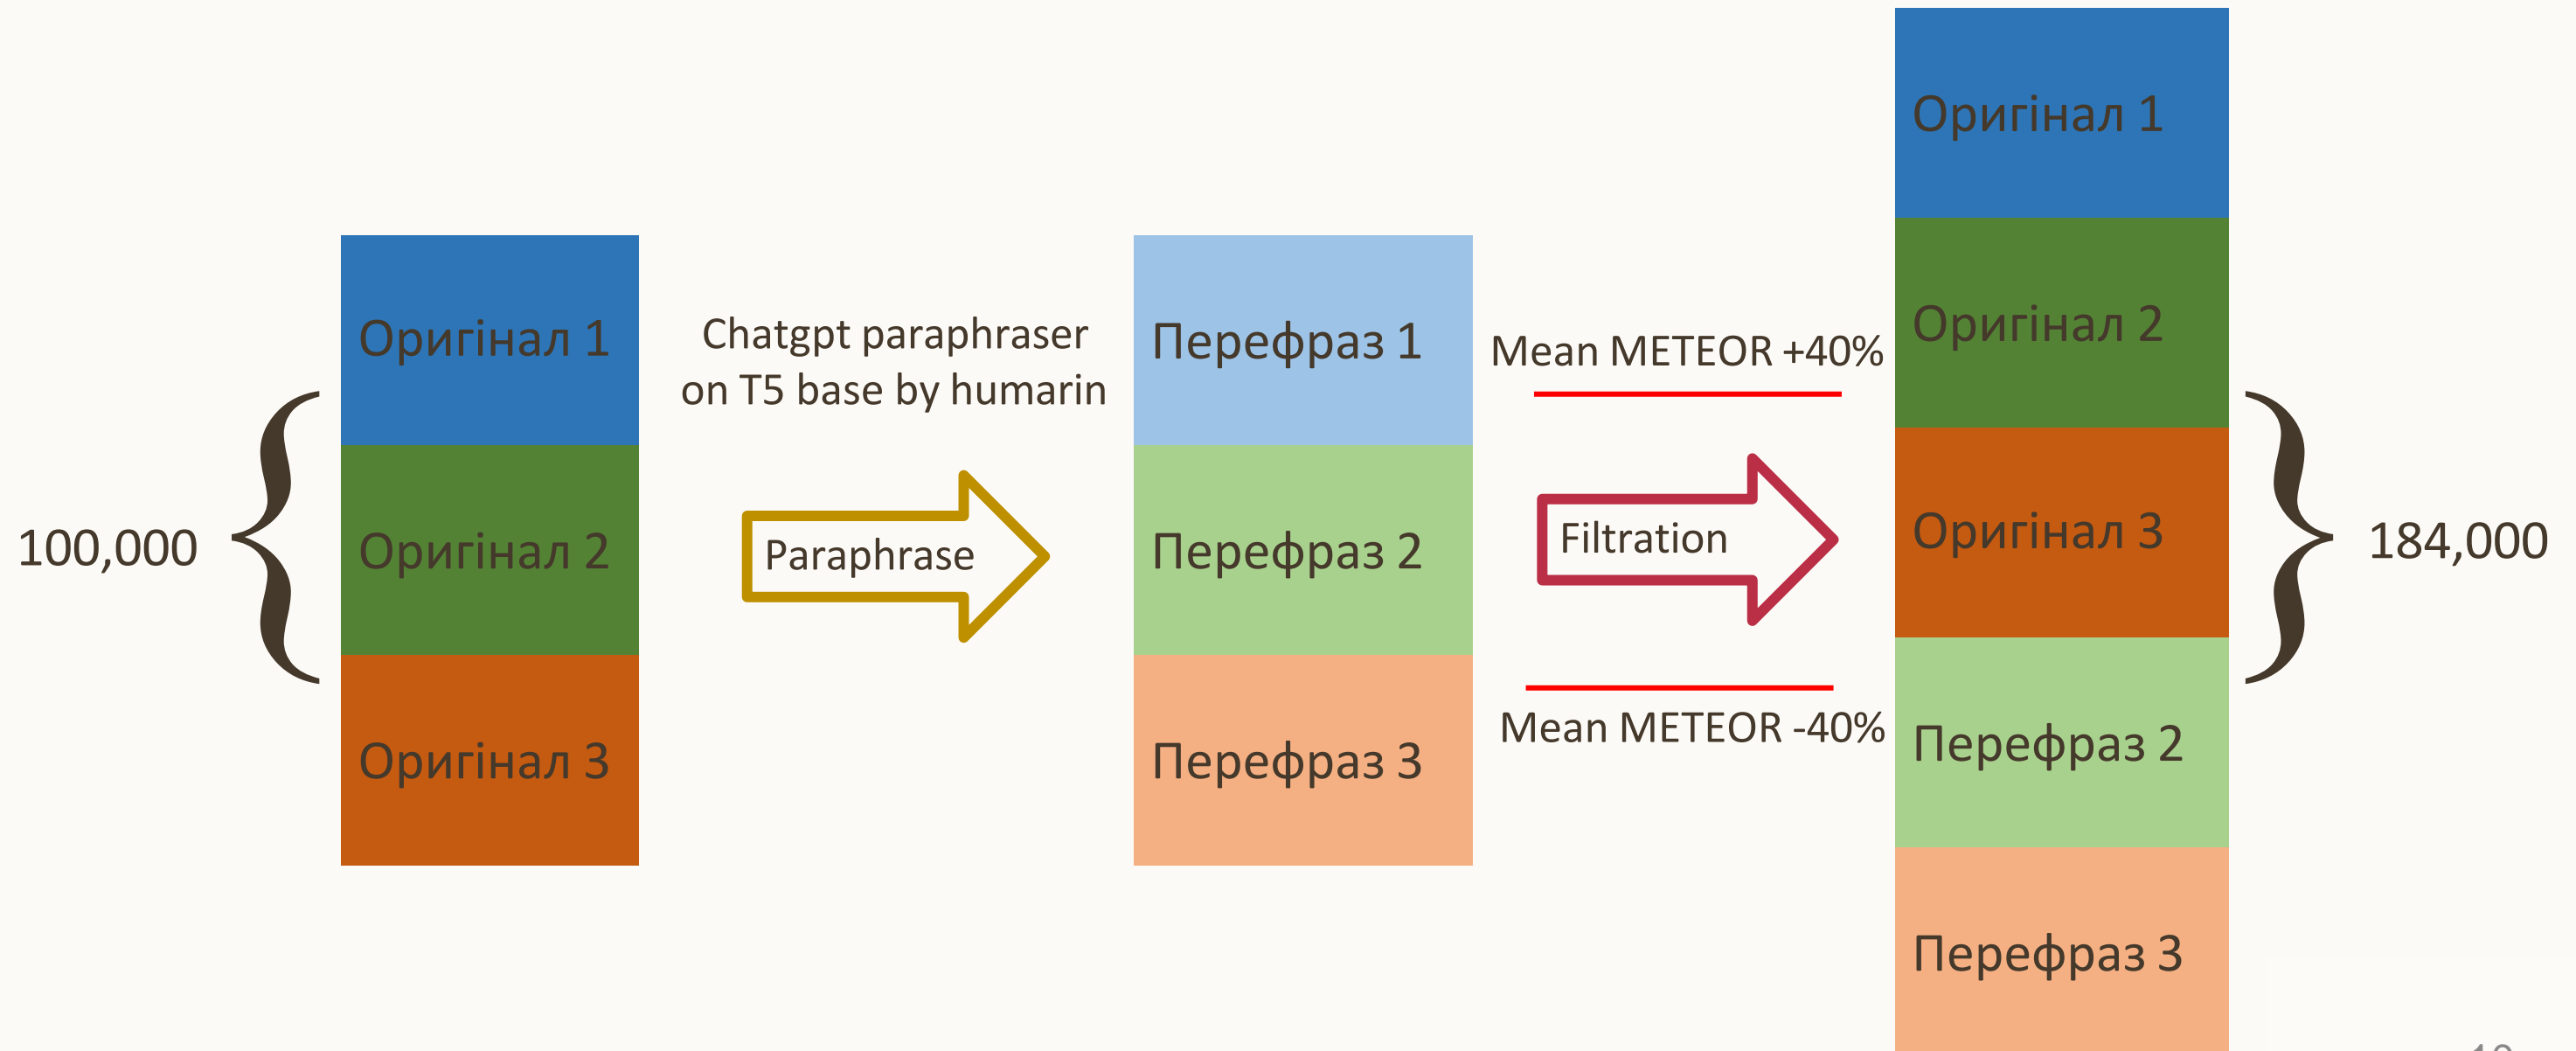 100,000
Оригінал 1
Оригінал 2
Оригінал 3
Chatgpt paraphraser
on T5 base by humarin
Paraphrase
Перефраз 1
Перефраз 2
Перефраз 3
Mean METEOR +40%
Filtration
Mean METEOR -40%
Оригінал 1
Оригінал 2
Оригінал 3
Перефраз 2
Перефраз 3
184,000